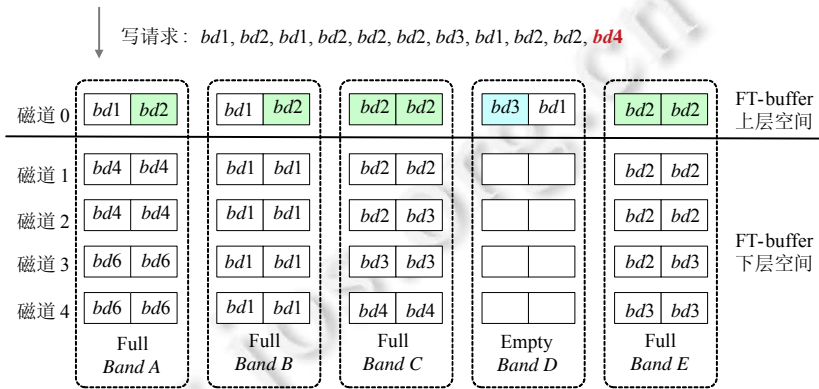 写请求: bd1, bd2, bd1, bd2, bd2, bd2, bd3, bd1, bd2, bd2, bd4
磁道 0 bd1 bd2 bd1 bd2 bd2 bd2 bd3 bd1 bd2 bd2 FT-buffer
上层空间
磁道 1 bd4 bd4 bd1 bd1 bd2 bd2 bd2 bd2
磁道 2 bd4 bd4 bd1 bd1 bd2 bd3 bd2 bd2
FT-buffer
下层空间
磁道 3 bd6 bd6 bd1 bd1 bd3 bd3 bd2 bd3
磁道 4 bd6 bd6 bd1 bd1 bd4 bd4 bd3 bd3
Full Full Full Empty Full
Band A Band B Band C Band D Band E